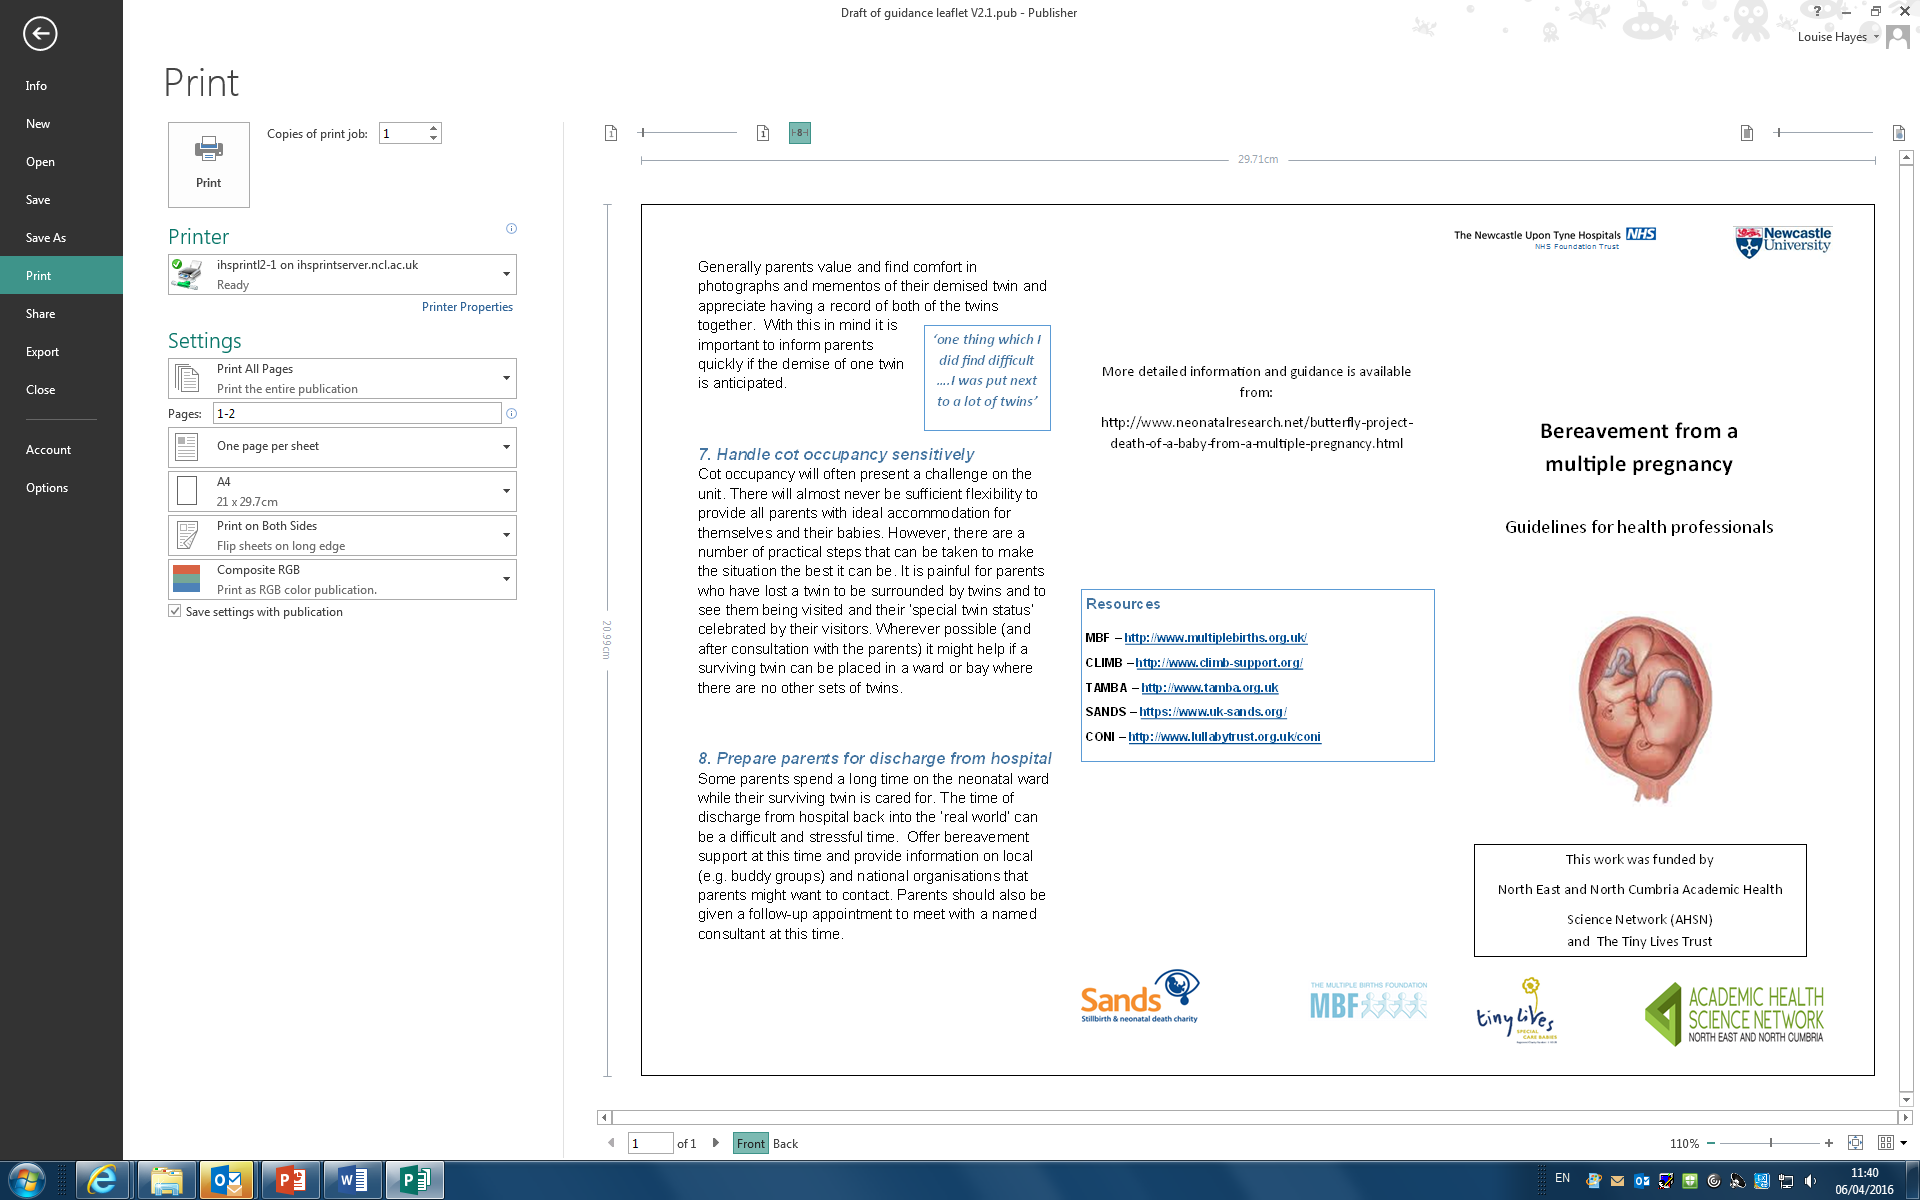 Draft of guidance leaflet V2.1.pub - Publisher
?
Louise Hayes
Info
New
Open
Save
Save As
Print
Share
Export
Close
Account
Options
Print
Print
Copies of print job: 1
Printer
ihsprintl2-1 on ihsprintserver.ncl.ac.uk
Ready
Printer Properties
Settings
Print All Pages
Print the entire publication
Pages: 1-2
One page per sheet
A4
21 x 29.7cm
Print on Both Sides
Flip sheets on long edge
Composite RGB
Print as RGB color publication.
Save settings with publication
1
1
8
29.71cm
20.99cm
Generally parents value and find comfort in
photographs and mementos of their demised twin and
appreciate having a record of both of the twins
together.  With this in mind it is
important to inform parents
quickly if the demise of one twin
is anticipated.
‘one thing which I
did find difficult
....I was put next
to a lot of twins’
7. Handle cot occupancy sensitively
Cot occupancy will often present a challenge on the
unit. There will almost never be sufficient flexibility to
provide all parents with ideal accommodation for
themselves and their babies. However, there are a
number of practical steps that can be taken to make
the situation the best it can be. It is painful for parents
who have lost a twin to be surrounded by twins and to
see them being visited and their ‘special twin status’
celebrated by their visitors. Wherever possible (and
after consultation with the parents) it might help if a
surviving twin can be placed in a ward or bay where
there are no other sets of twins.
8. Prepare parents for discharge from hospital
Some parents spend a long time on the neonatal ward
while their surviving twin is cared for. The time of
discharge from hospital back into the ‘real world’ can
be a difficult and stressful time.  Offer bereavement
support at this time and provide information on local
(e.g. buddy groups) and national organisations that
parents might want to contact. Parents should also be
given a follow-up appointment to meet with a named
consultant at this time.
More detailed information and guidance is available
from:
http://www.neonatalresearch.net/butterfly-project-
death-of-a-baby-from-a-multiple-pregnancy.html
Resources
MBF – http://www.multiplebirths.org.uk/
CLIMB – http://www.climb-support.org/
TAMBA – http://www.tamba.org.uk
SANDS – https://www.uk-sands.org/
CONI – http://www.lullabytrust.org.uk/coni
Sands
Stillbirth & neonatal death charity
THE MULTIPLE BIRTHS FOUNDATION
MBF
The Newcastle Upon Tyne Hospitals NHS
NHS Foundation Trust
Newcastle
University
Bereavement from a
multiple pregnancy
Guidelines for health professionals
This work was funded by
North East and North Cumbria Academic Health
Science Network (AHSN)
and  The Tiny Lives Trust
tiny lives
SPECIAL
CARE BABIES
ACADEMIC HEALTH
SCIENCE NETWORK
NORTH EAST AND NORTH CUMBRIA
1 of 1 Front Back
110%
EN
11:40
06/04/2016